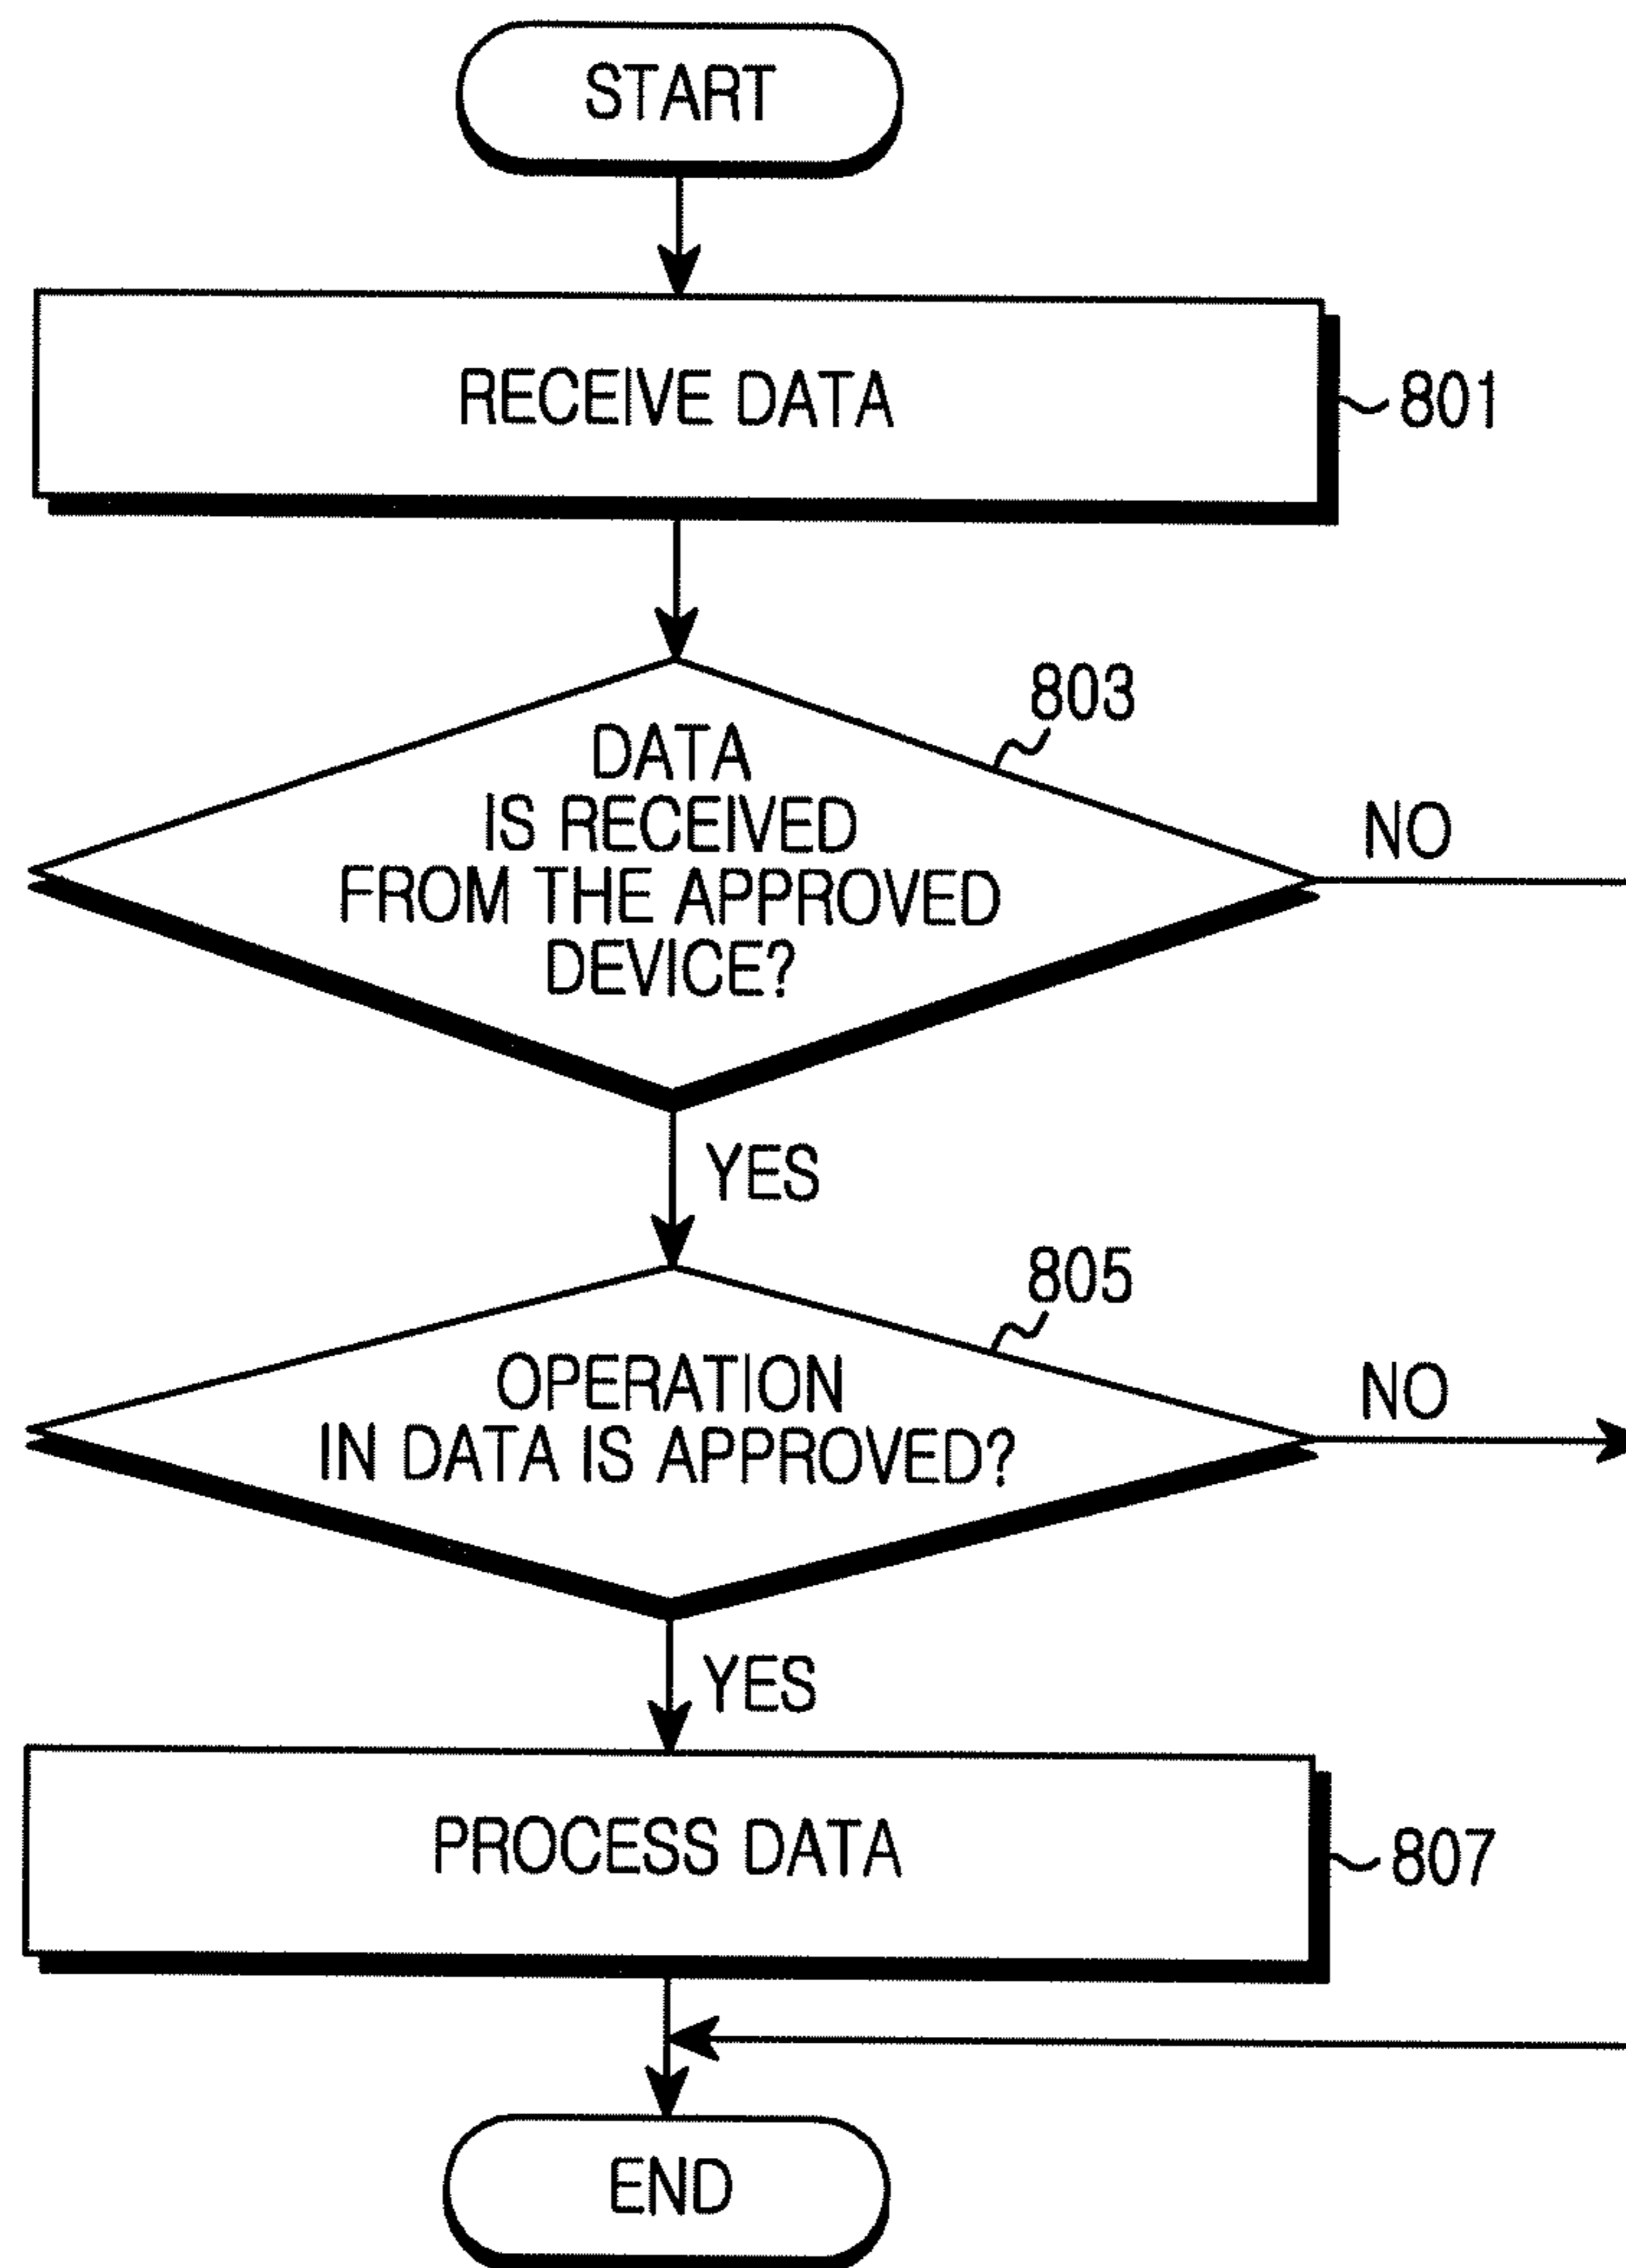 START
RECEIVE DATA
801
803
DATA
IS RECEIVED
FROM THE APPROVED
DEVICE?
NO
YES
805
OPERATION
IN DATA IS APPROVED?
NO
YES
PROCESS DATA
807
END